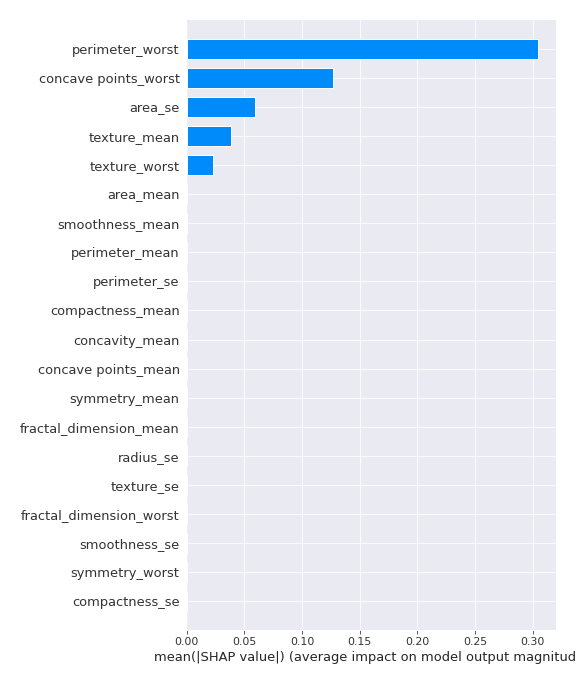 perimeter_worst
concave points_worst
area_se
texture_mean
texture_worst
area_mean
smoothness_mean
perimeter_mean
perimeter_se
compactness_mean
concavity_mean
concave points_mean
symmetry_mean
fractal_dimension_mean
radius_se
texture_se
fractal_dimension_worst
smoothness_se
symmetry_worst
compactness_se
0.00 0.05 0.10 0.15 0.20 0.25 0.30
mean(|SHAP value|) (average impact on model output magnitud